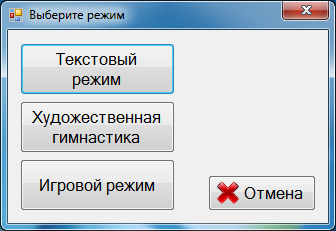 Выберите режим
Текстовый
режим
Художественная
гимнастика
Игровой режим
Отмена